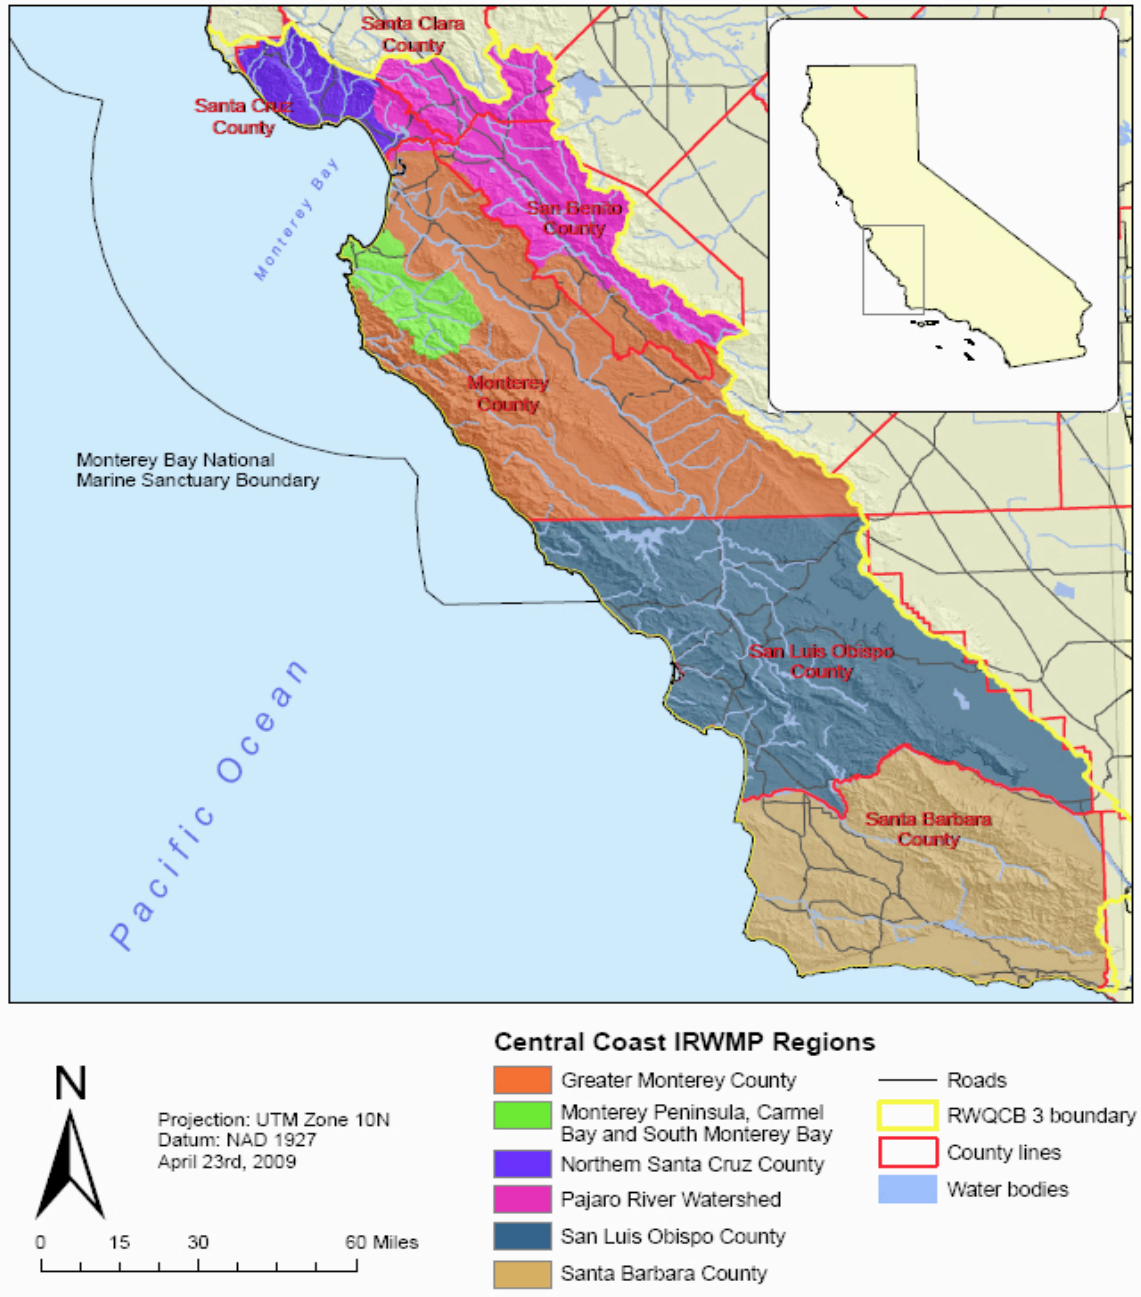 Santa Clara
County
Santa Cruz
County
Monterey Bay
San Benito
County
Monterey
County
Monterey Bay National
Marine Sanctuary Boundary
San Luis Obispo
County
Pacific Ocean
Santa Barbara
County
N
Projection: UTM Zone 10N
Datum: NAD 1927
April 23rd, 2009
0 15 30 60 Miles
Central Coast IRWMP Regions
Greater Monterey County
Monterey Peninsula, Carmel
Bay and South Monterey Bay
Northern Santa Cruz County
Pajaro River Watershed
San Luis Obispo County
Santa Barbara County
Roads
RWQCB 3 boundary
County lines
Water bodies